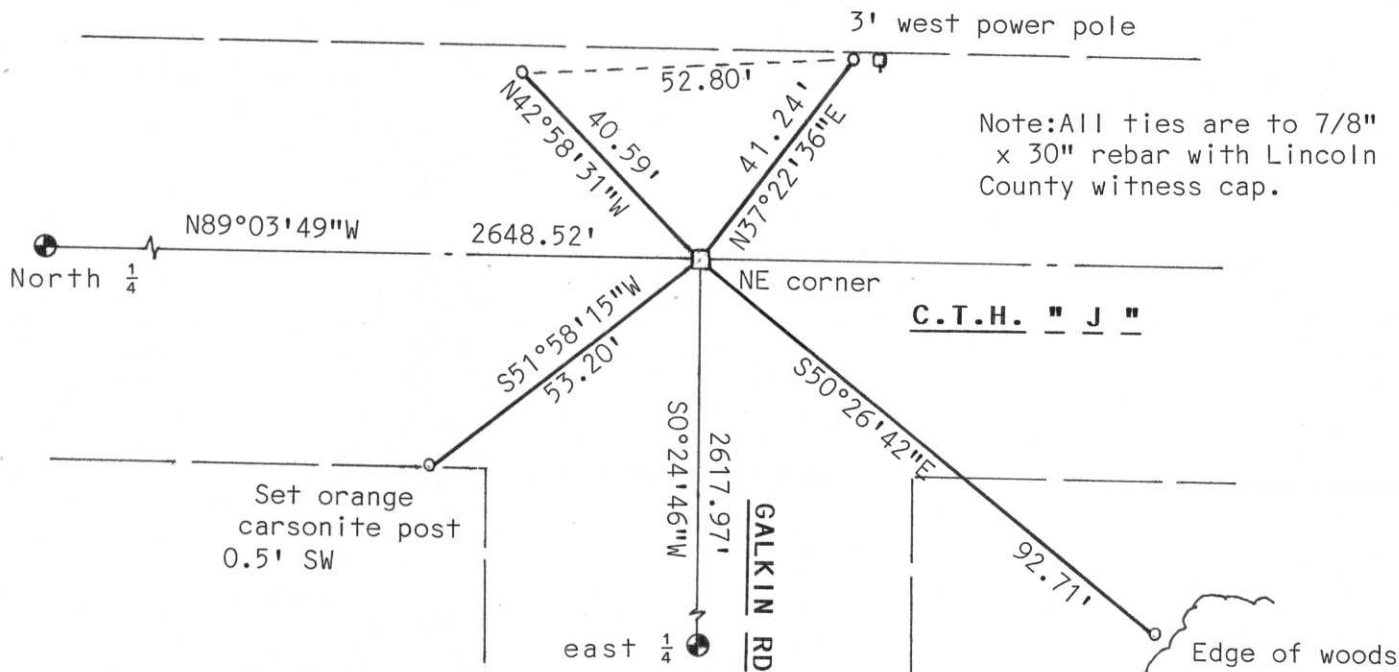 3' west power pole
52.80'
N42°58'31"W
40.59'
41.24'
N37°22'36"E
Note:All ties are to 7/8"
x 30" rebar with Lincoln
County witness cap.
N89°03'49"W
2648.52'
North 1/4
NE corner
C.T.H. " J "
S51°58'15"W
53.20'
S50°26'42"E
92.71'
S0°24'46"W
2617.97'
GALKIN RD
Set orange
carsonite post
0.5' SW
east 1/4
Edge of woods